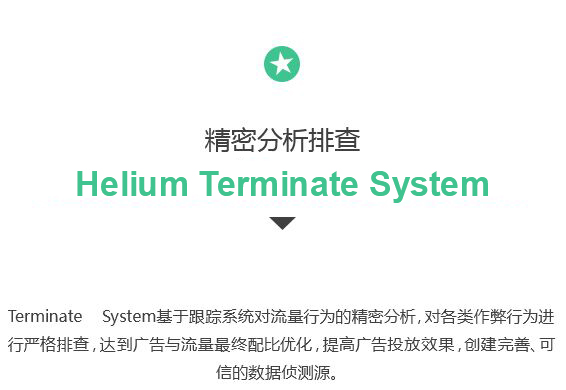 精密分析排查
Helium Terminate System
Terminate System基于跟踪系统对流量行为的精密分析,对各类作弊行为进
行严格排查,达到广告与流量最终配比优化,提高广告投放效果,创建完善、可
信的数据侦测源。